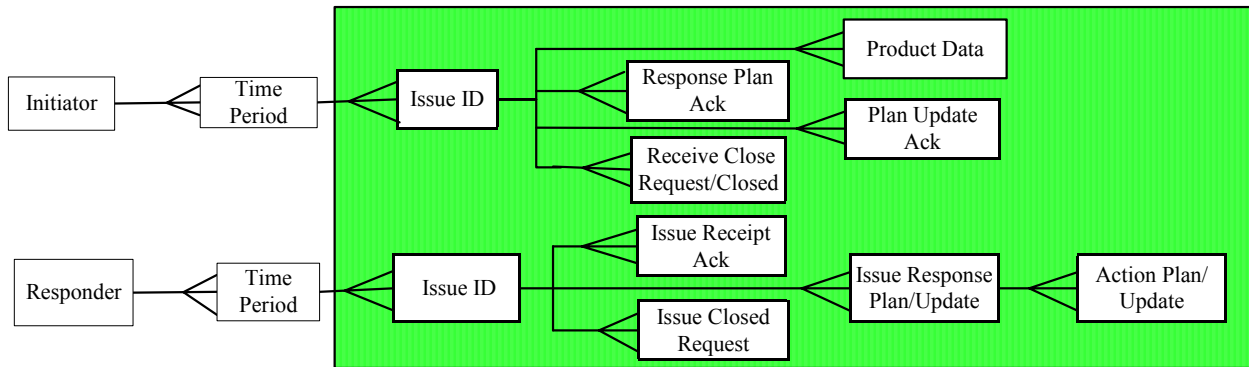 Product Data
Response Plan
Ack
Initiator
Time
Period
Issue ID
Plan Update
Ack
Receive Close
Request/Closed
Issue Receipt
Ack
Responder
Time
Period
Issue ID
Issue Response
Plan/Update
Action Plan/
Update
Issue Closed
Request